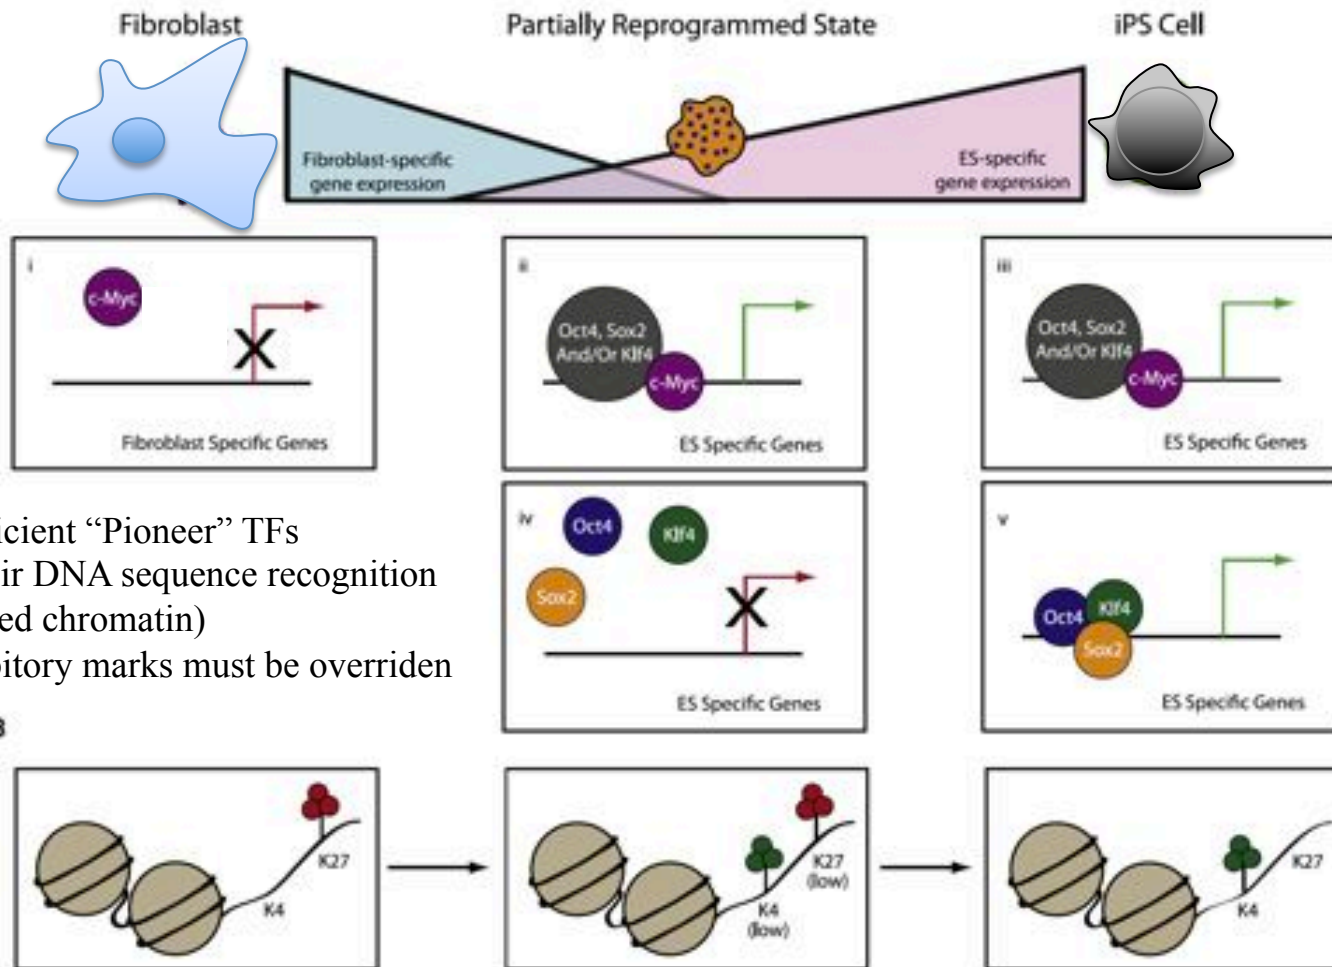 Fibroblast
Partially Reprogrammed State
iPS Cell
Fibroblast-specific
gene expression
ES-specific
gene expression
i
c-Myc
X
Fibroblast Specific Genes
ii
Oct4, Sox2
And/Or Klf4
c-Myc
ES Specific Genes
iii
Oct4, Sox2
And/Or Klf4
c-Myc
ES Specific Genes
icient “Pioneer” TFs
ir DNA sequence recognition
ed chromatin)
bitory marks must be overriden
iv
Oct4
Klf4
Sox2
X
ES Specific Genes
v
Oct4
Klf4
Sox2
ES Specific Genes
K27
K4
K27
(low)
K4
(low)
K27
K4